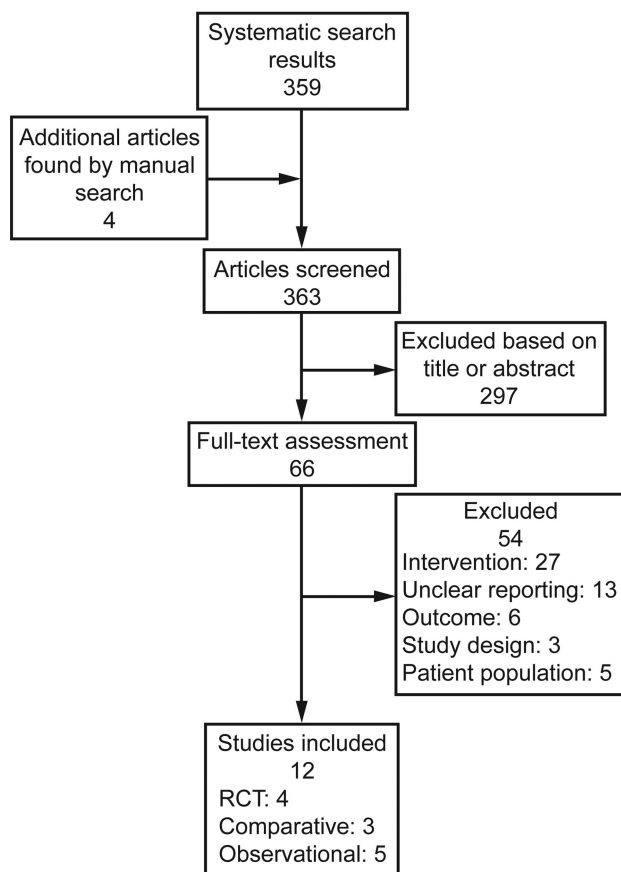 Systematic search
results
359
Additional articles
found by manual
search
4
Articles screened
363
Excluded based on
title or abstract
297
Full-text assessment
66
Excluded
54
Intervention: 27
Unclear reporting: 13
Outcome: 6
Study design: 3
Patient population: 5
Studies included
12
RCT: 4
Comparative: 3
Observational: 5